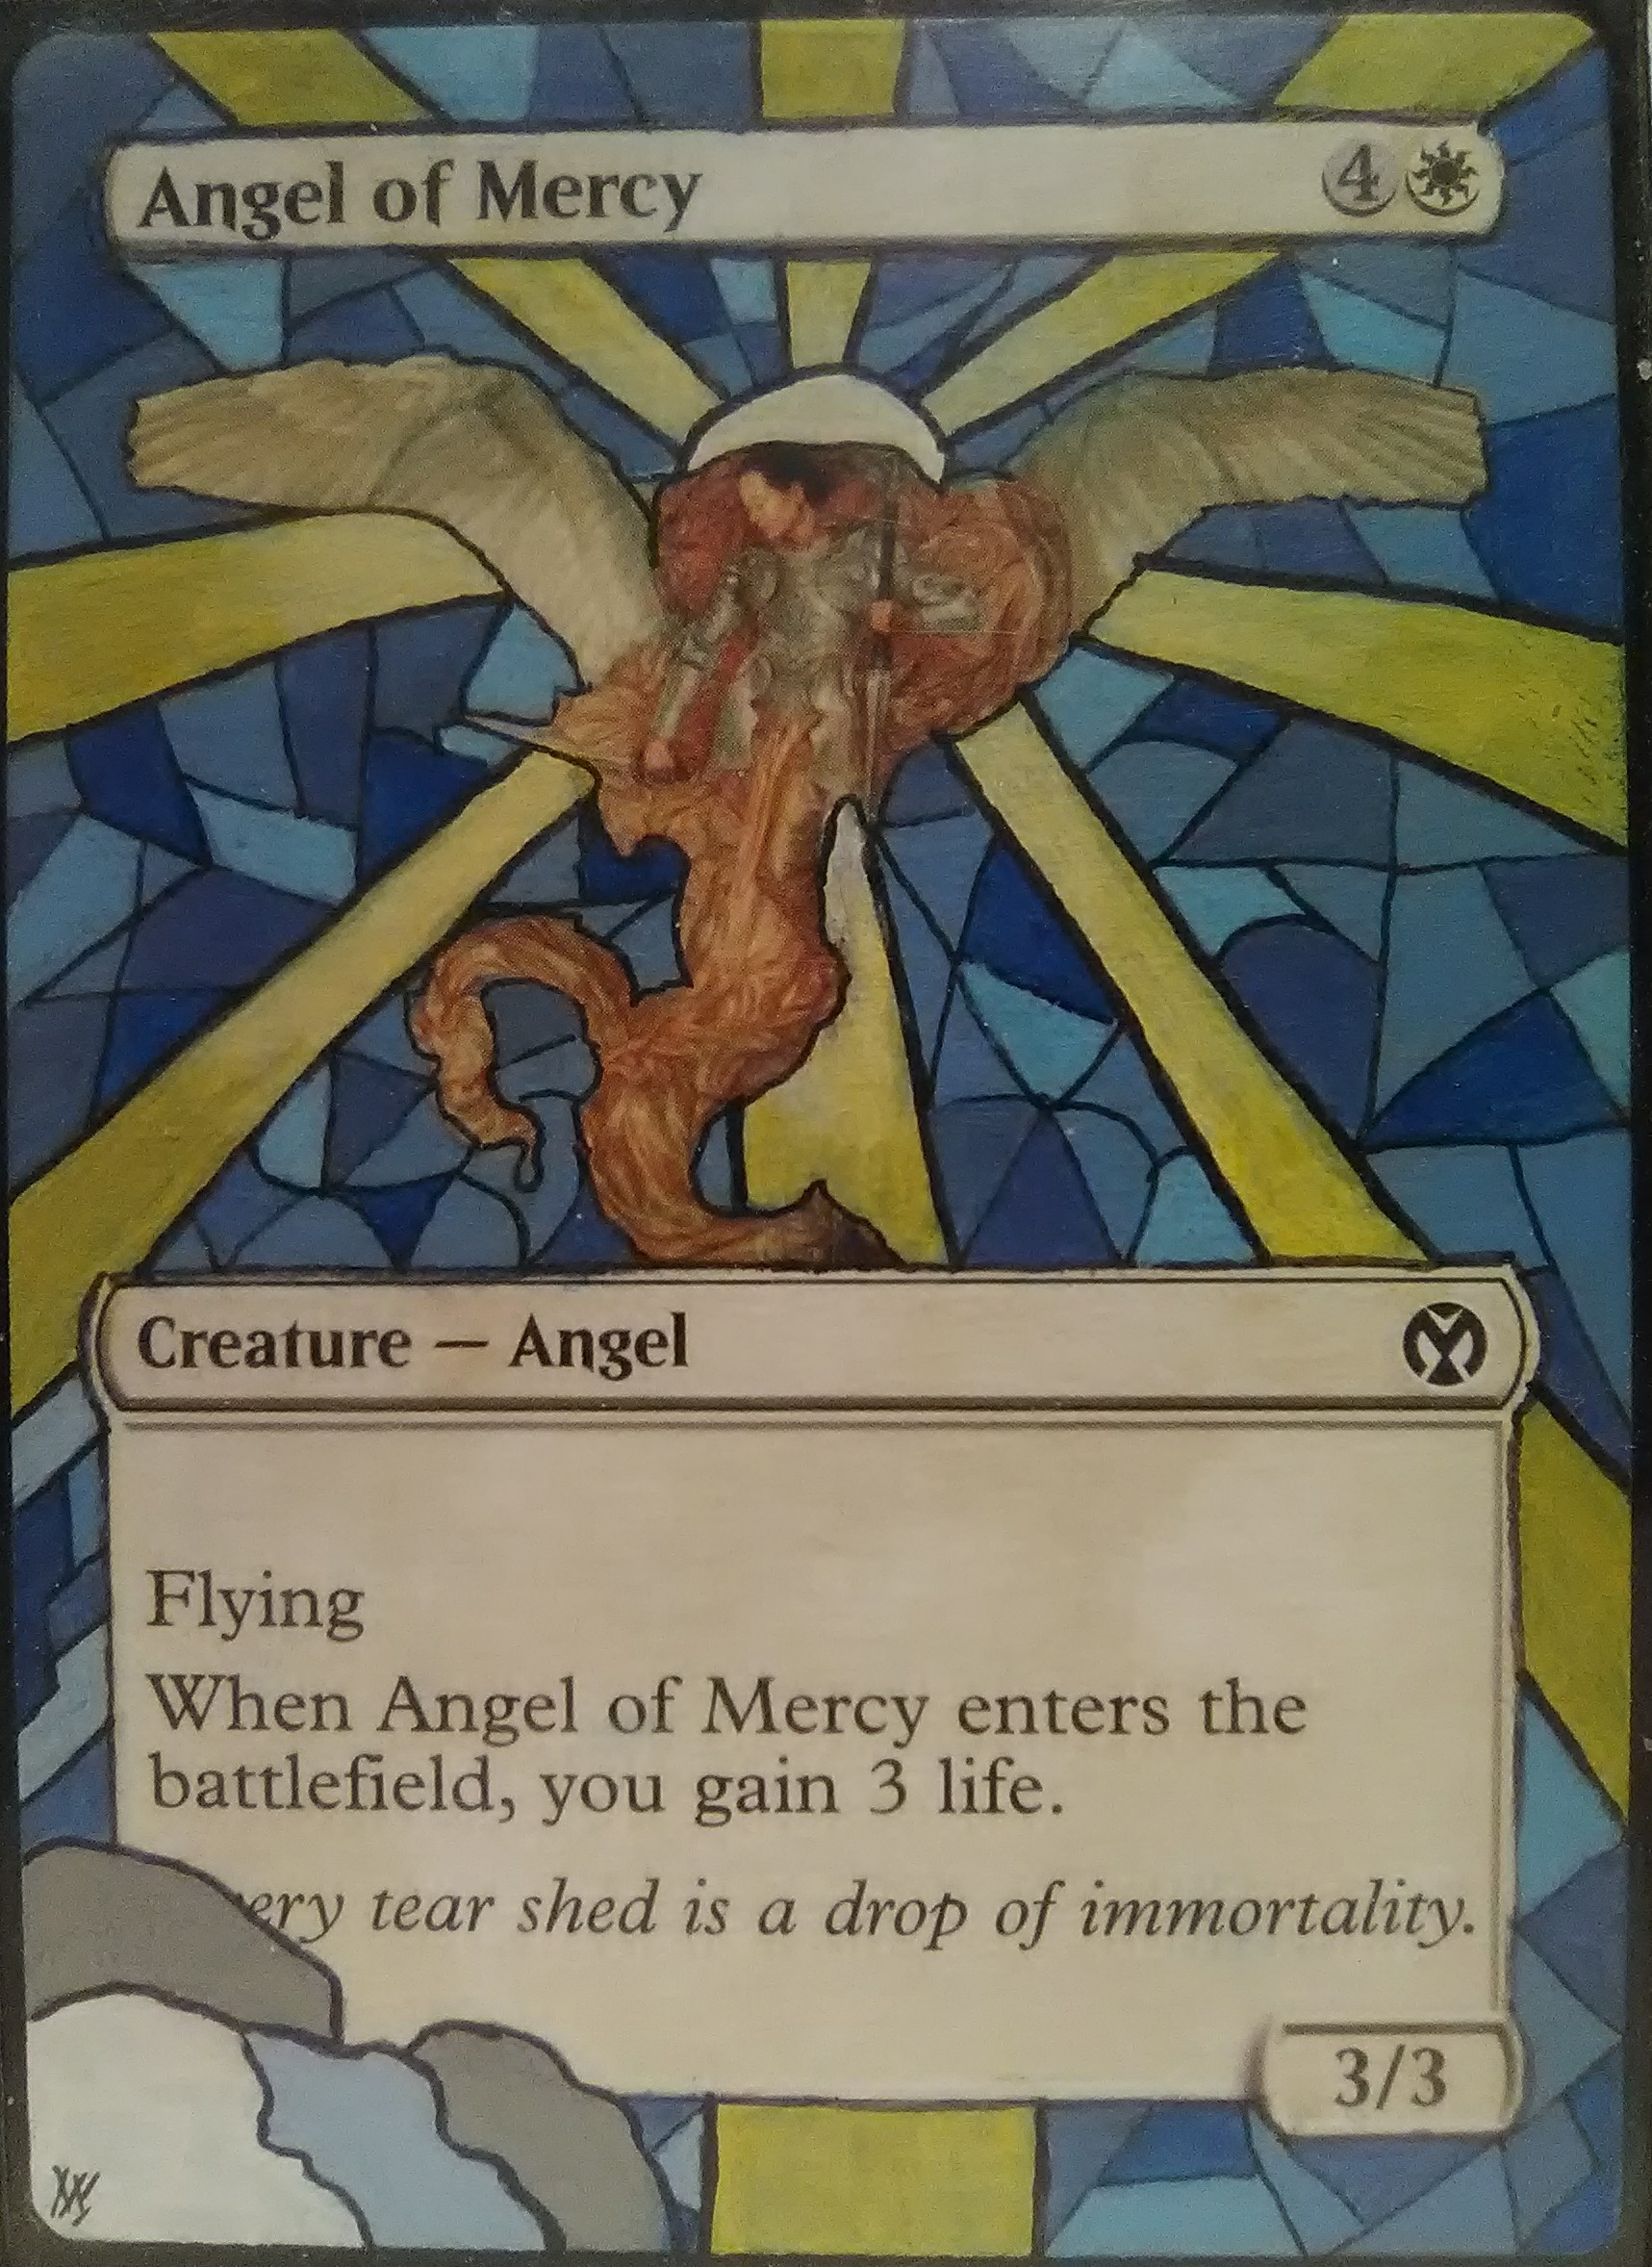 Angel of Mercy 4
Creature — Angel
Flying
When Angel of Mercy enters the
battlefield, you gain 3 life.
ery tear shed is a drop of immortality.
3/3